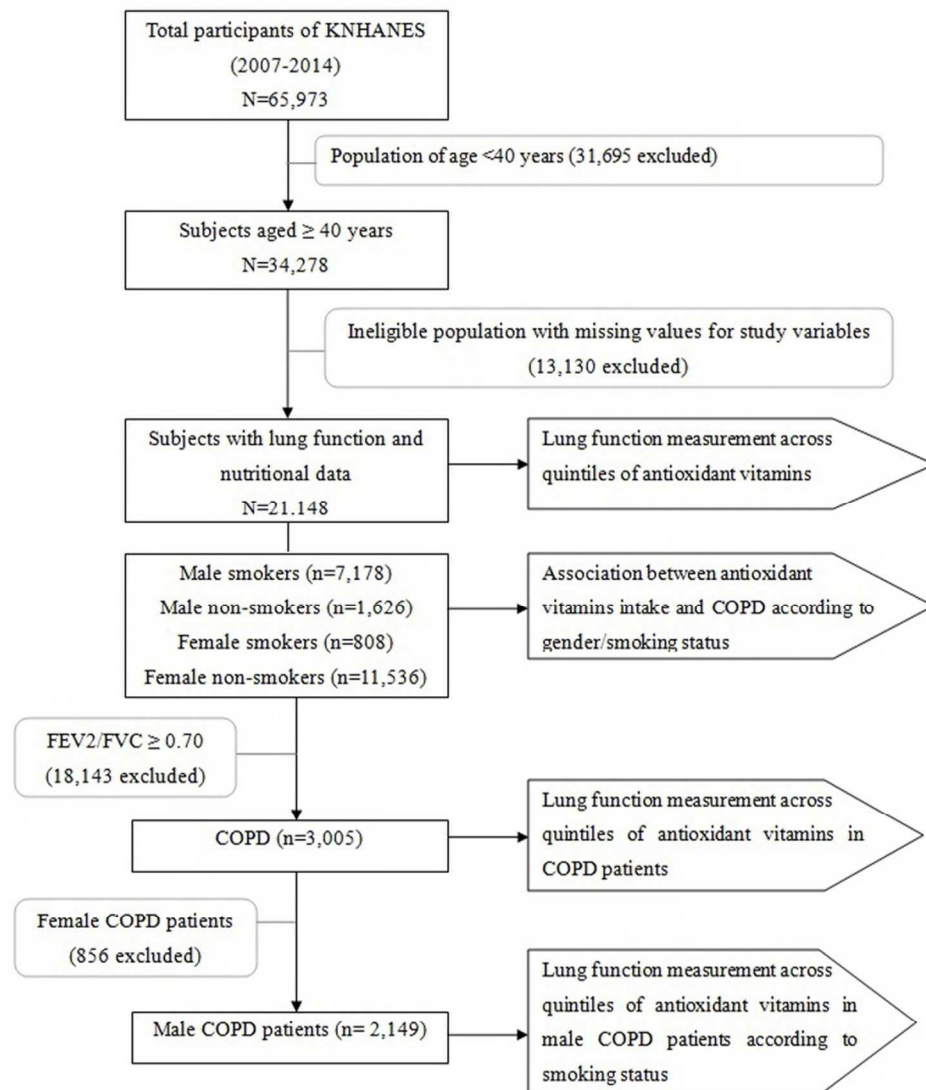 Total participants of KNHANES
(2007-2014)
N=65,973
Population of age <40 years (31,695 excluded)
Subjects aged ≥ 40 years
N=34,278
Ineligible population with missing values for study variables
(13,130 excluded)
Subjects with lung function and
nutritional data
N=21.148
Lung function measurement across
quintiles of antioxidant vitamins
Male smokers (n=7,178)
Male non-smokers (n=1,626)
Female smokers (n=808)
Female non-smokers (n=11,536)
Association between antioxidant
vitamins intake and COPD according to
gender/smoking status
FEV2/FVC ≥ 0.70
(18,143 excluded)
COPD (n=3,005)
Lung function measurement across
quintiles of antioxidant vitamins in
COPD patients
Female COPD patients
(856 excluded)
Male COPD patients (n= 2,149)
Lung function measurement across
quintiles of antioxidant vitamins in
male COPD patients according to
smoking status